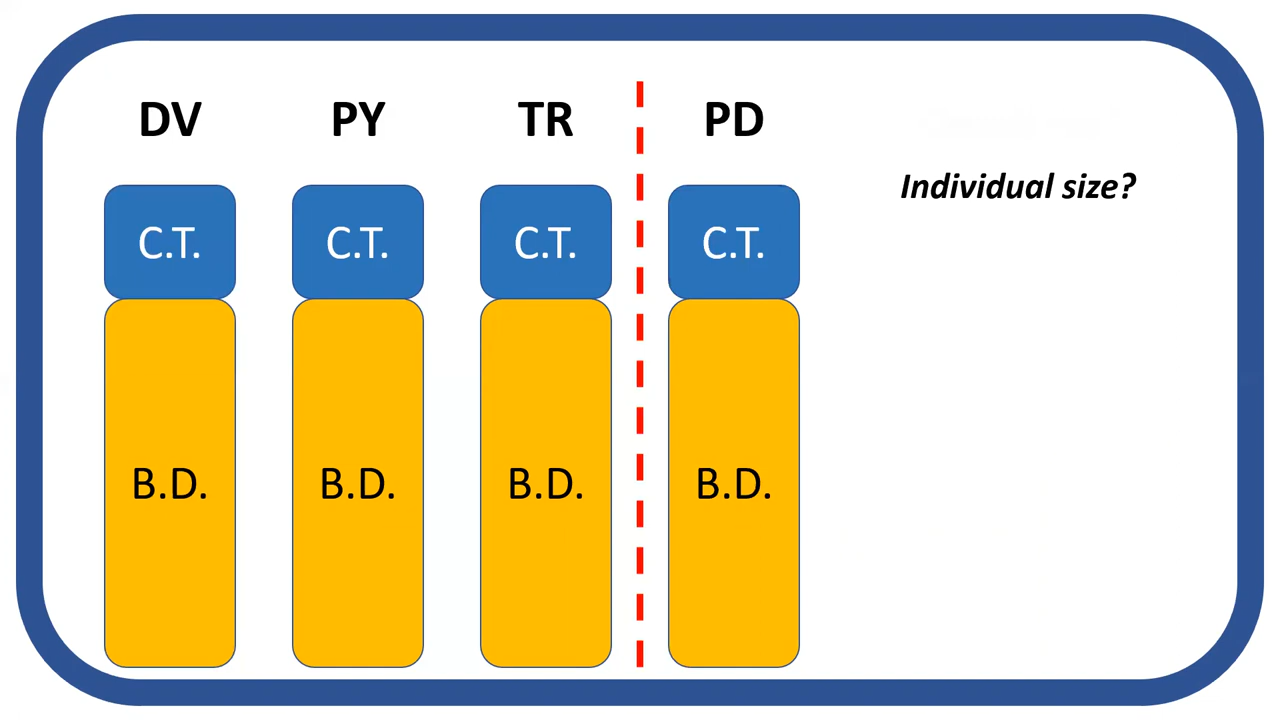 DV PY TR PD
Individual size?
C.T. C.T. C.T. C.T.
B.D. B.D. B.D. B.D.